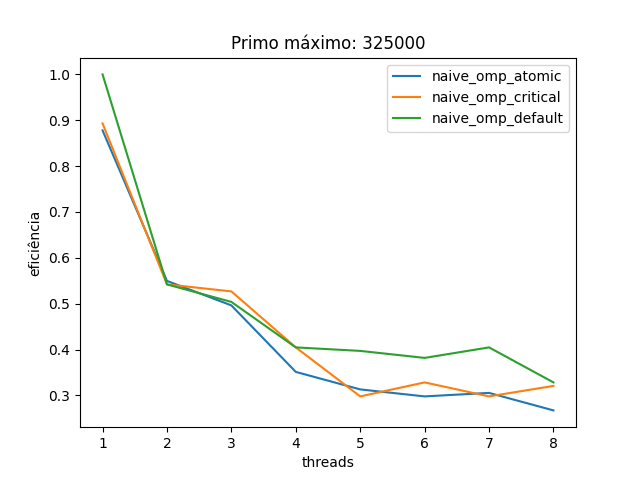 Primo máximo: 325000
naive_omp_atomic
naive_omp_critical
naive_omp_default
eficiência
1.0
0.9
0.8
0.7
0.6
0.5
0.4
0.3
1 2 3 4 5 6 7 8
threads